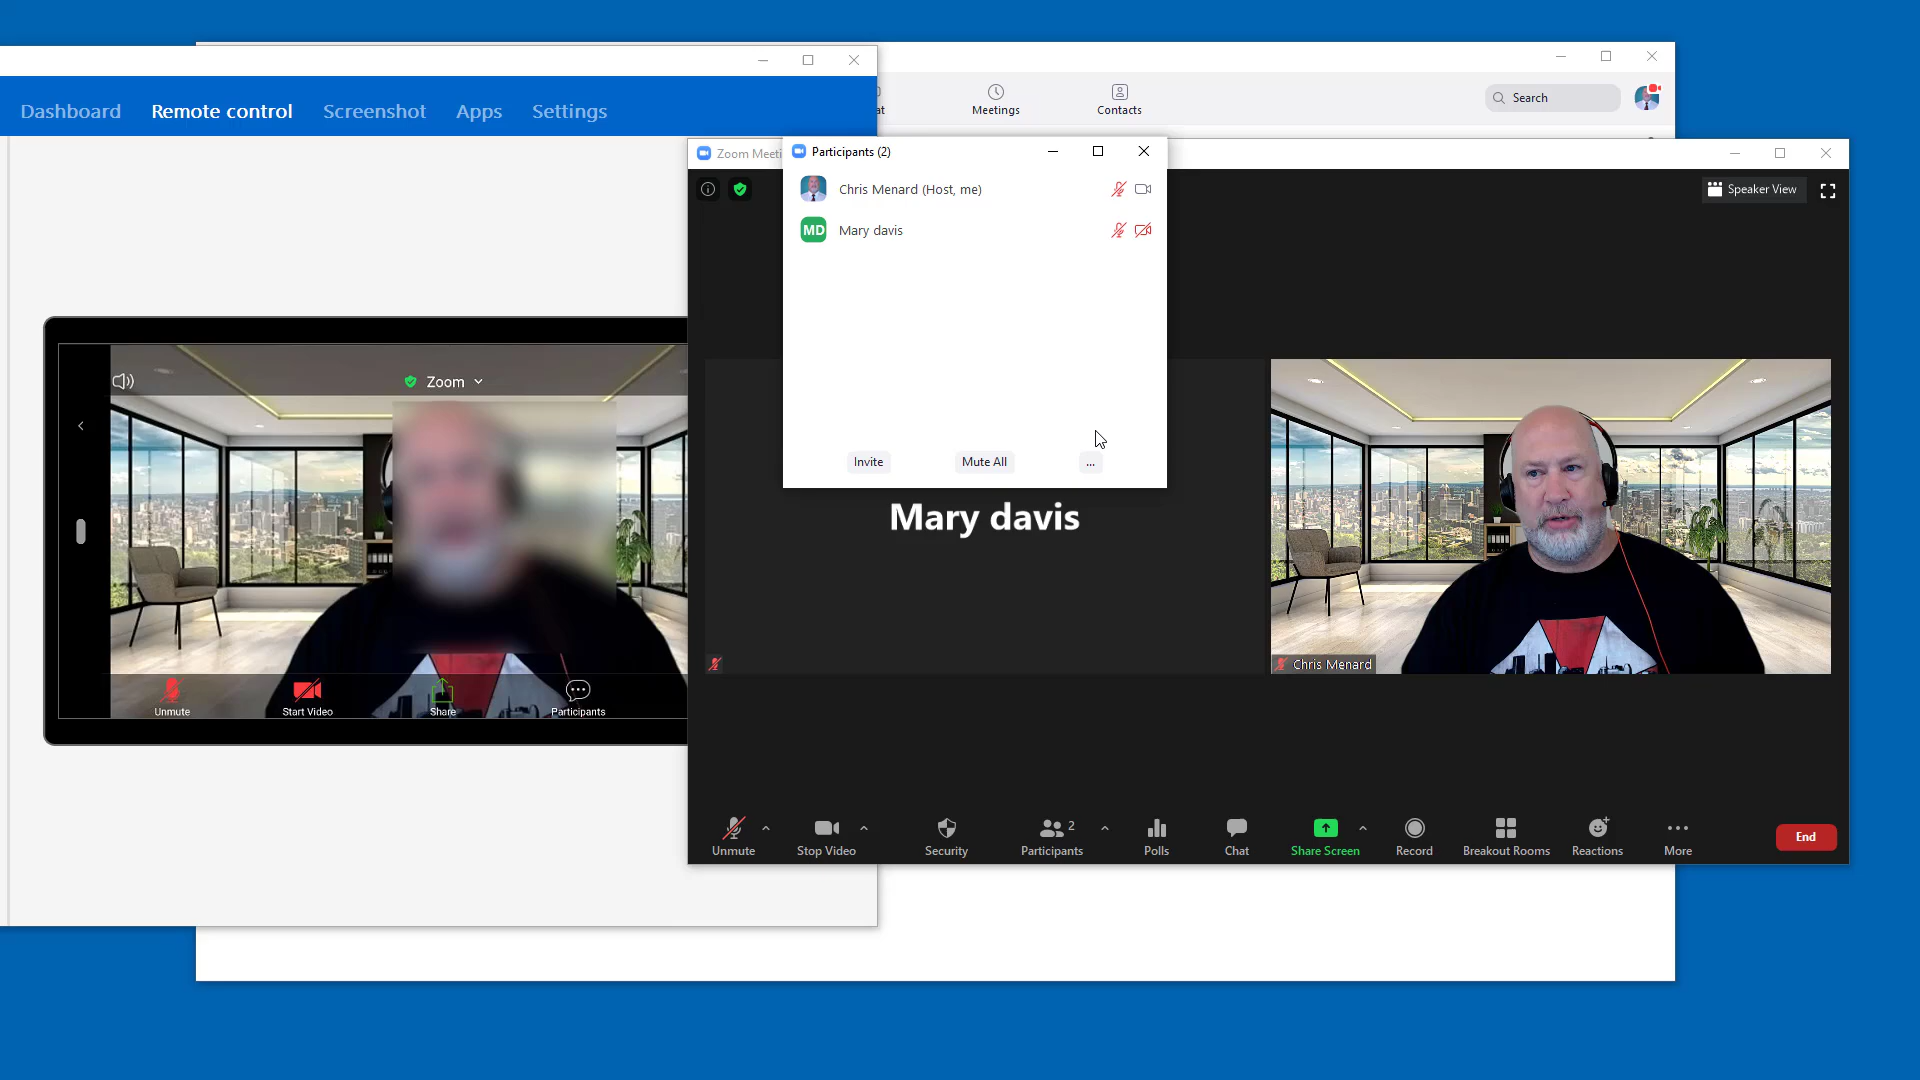 Dashboard Remote control Screenshot Apps Settings
at
Meetings
Contacts
Search
Zoom Meeti
Participants (2)
Chris Menard (Host, me)
MD Mary davis
Invite Mute All ...
Speaker View
Zoom
Unmute Start Video Share Participants
Mary davis
Chris Menard
2
Unmute Stop Video Security Participants Polls Chat Share Screen Record Breakout Rooms Reactions More
End